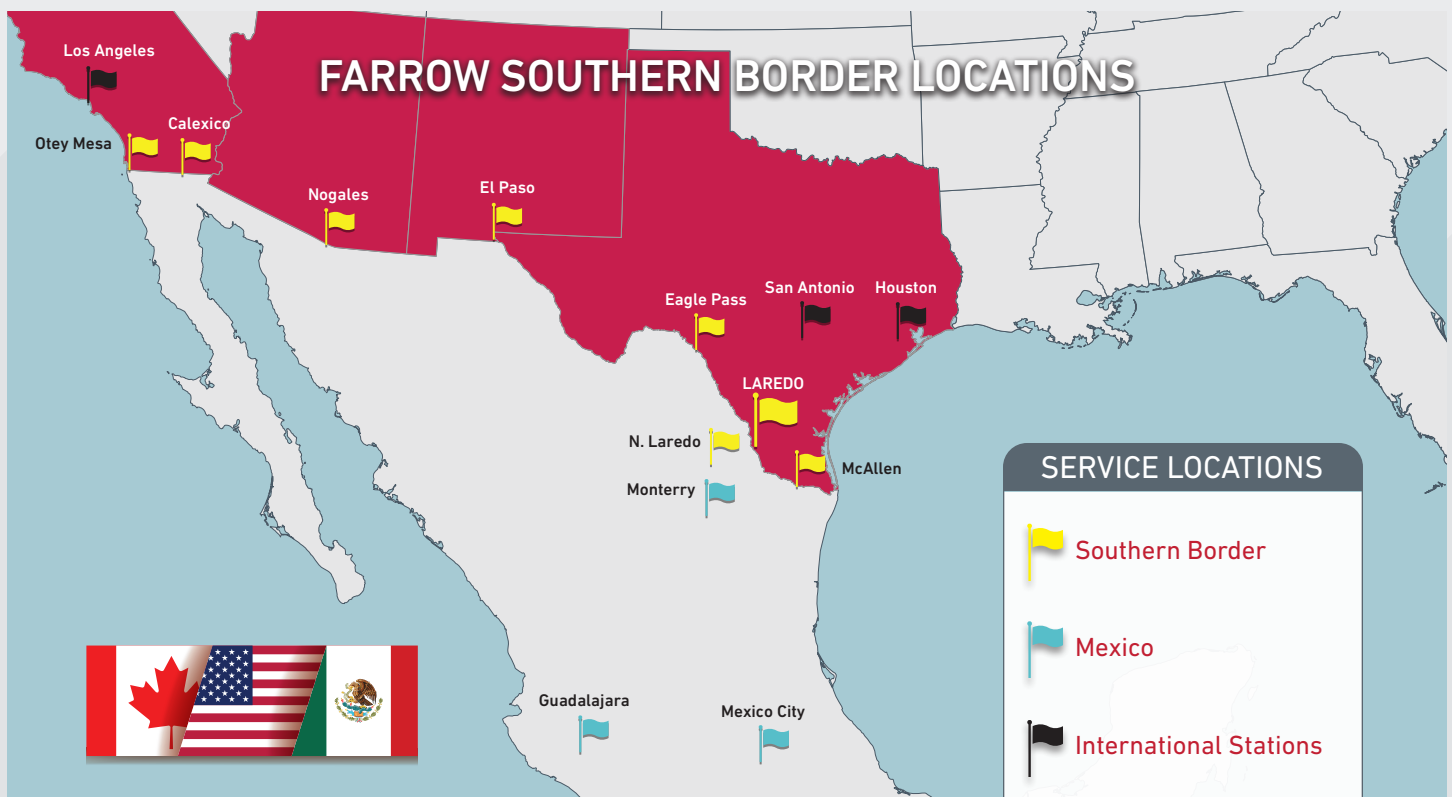 FARROW SOUTHERN BORDER LOCATIONS
Los Angeles
Calexico
Otey Mesa
Nogales
El Paso
Eagle Pass
San Antonio
Houston
LAREDO
N. Laredo
McAllen
Monterry
Guadalajara
Mexico City
SERVICE LOCATIONS
Southern Border
Mexico
International Stations